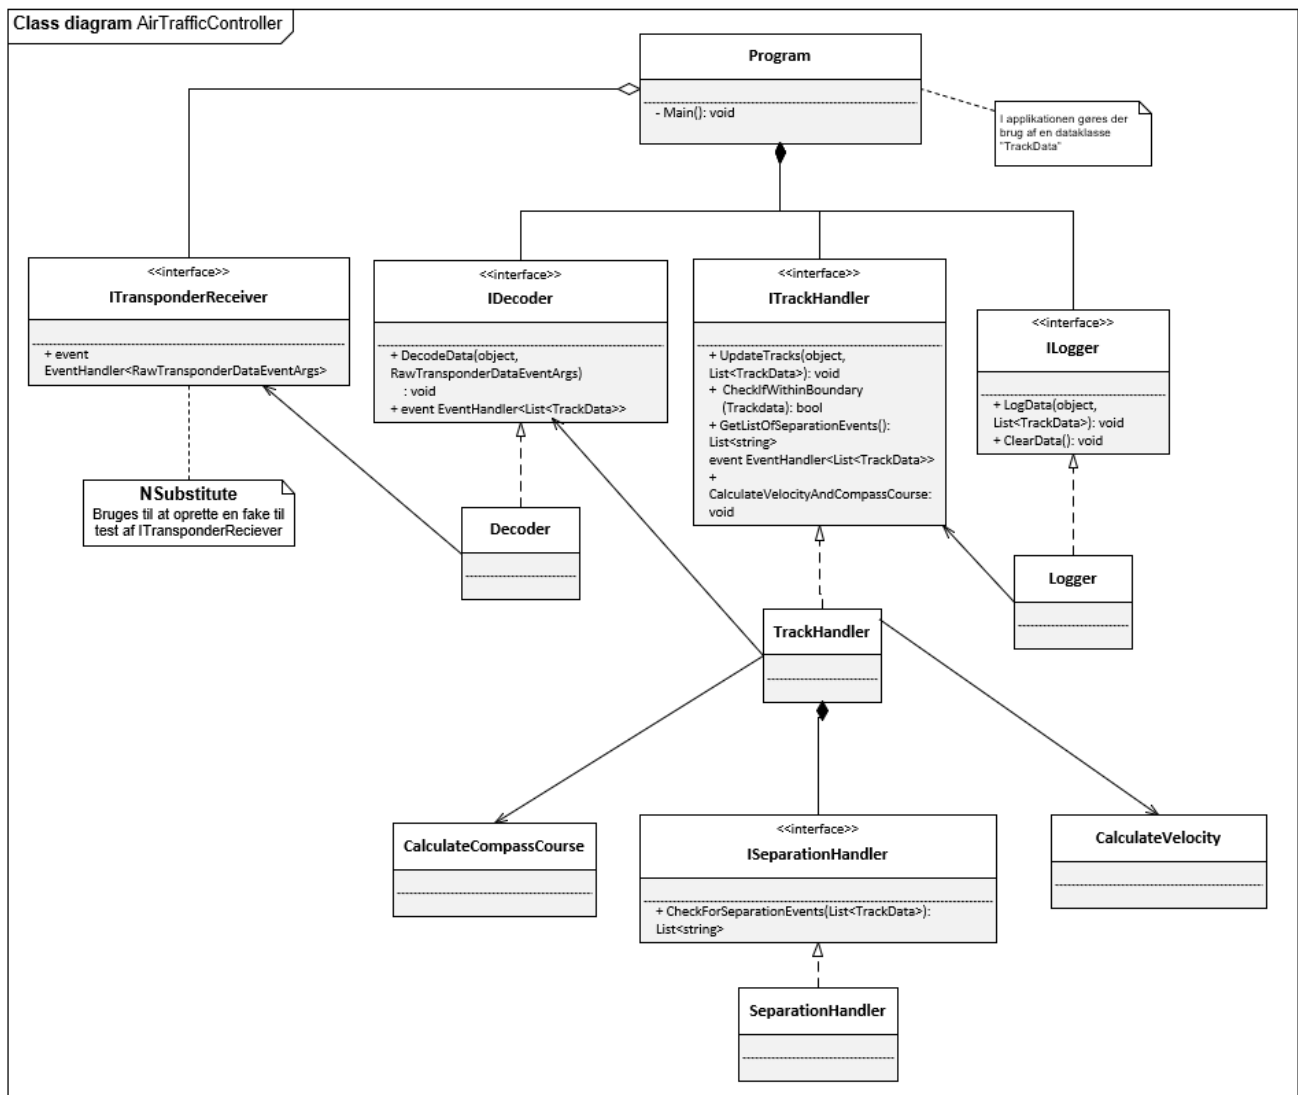 Class diagram AirTrafficController
Program
- Main(): void
I applikationen gøres der
brug af en dataklasse
"TrackData"
<<interface>>
ITransponderReceiver
+ event
EventHandler<RawTransponderDataEventArgs>
<<interface>>
IDecoder
+ DecodeData(object,
RawTransponderDataEventArgs)
: void
+ event EventHandler<List<TrackData>>
<<interface>>
ITrackHandler
+ UpdateTracks(object,
List<TrackData>): void
+ CheckIfWithinBoundary
(Trackdata): bool
+ GetListOfSeparationEvents():
List<string>
event EventHandler<List<TrackData>>
+
CalculateVelocityAndCompassCourse:
void
<<interface>>
ILogger
+ LogData(object,
List<TrackData>): void
+ ClearData(): void
NSubstitute
Bruges til at oprette en fake til
test af ITransponderReciever
Decoder
Logger
TrackHandler
CalculateCompassCourse
<<interface>>
ISeparationHandler
+ CheckForSeparationEvents(List<TrackData>):
List<string>
CalculateVelocity
SeparationHandler